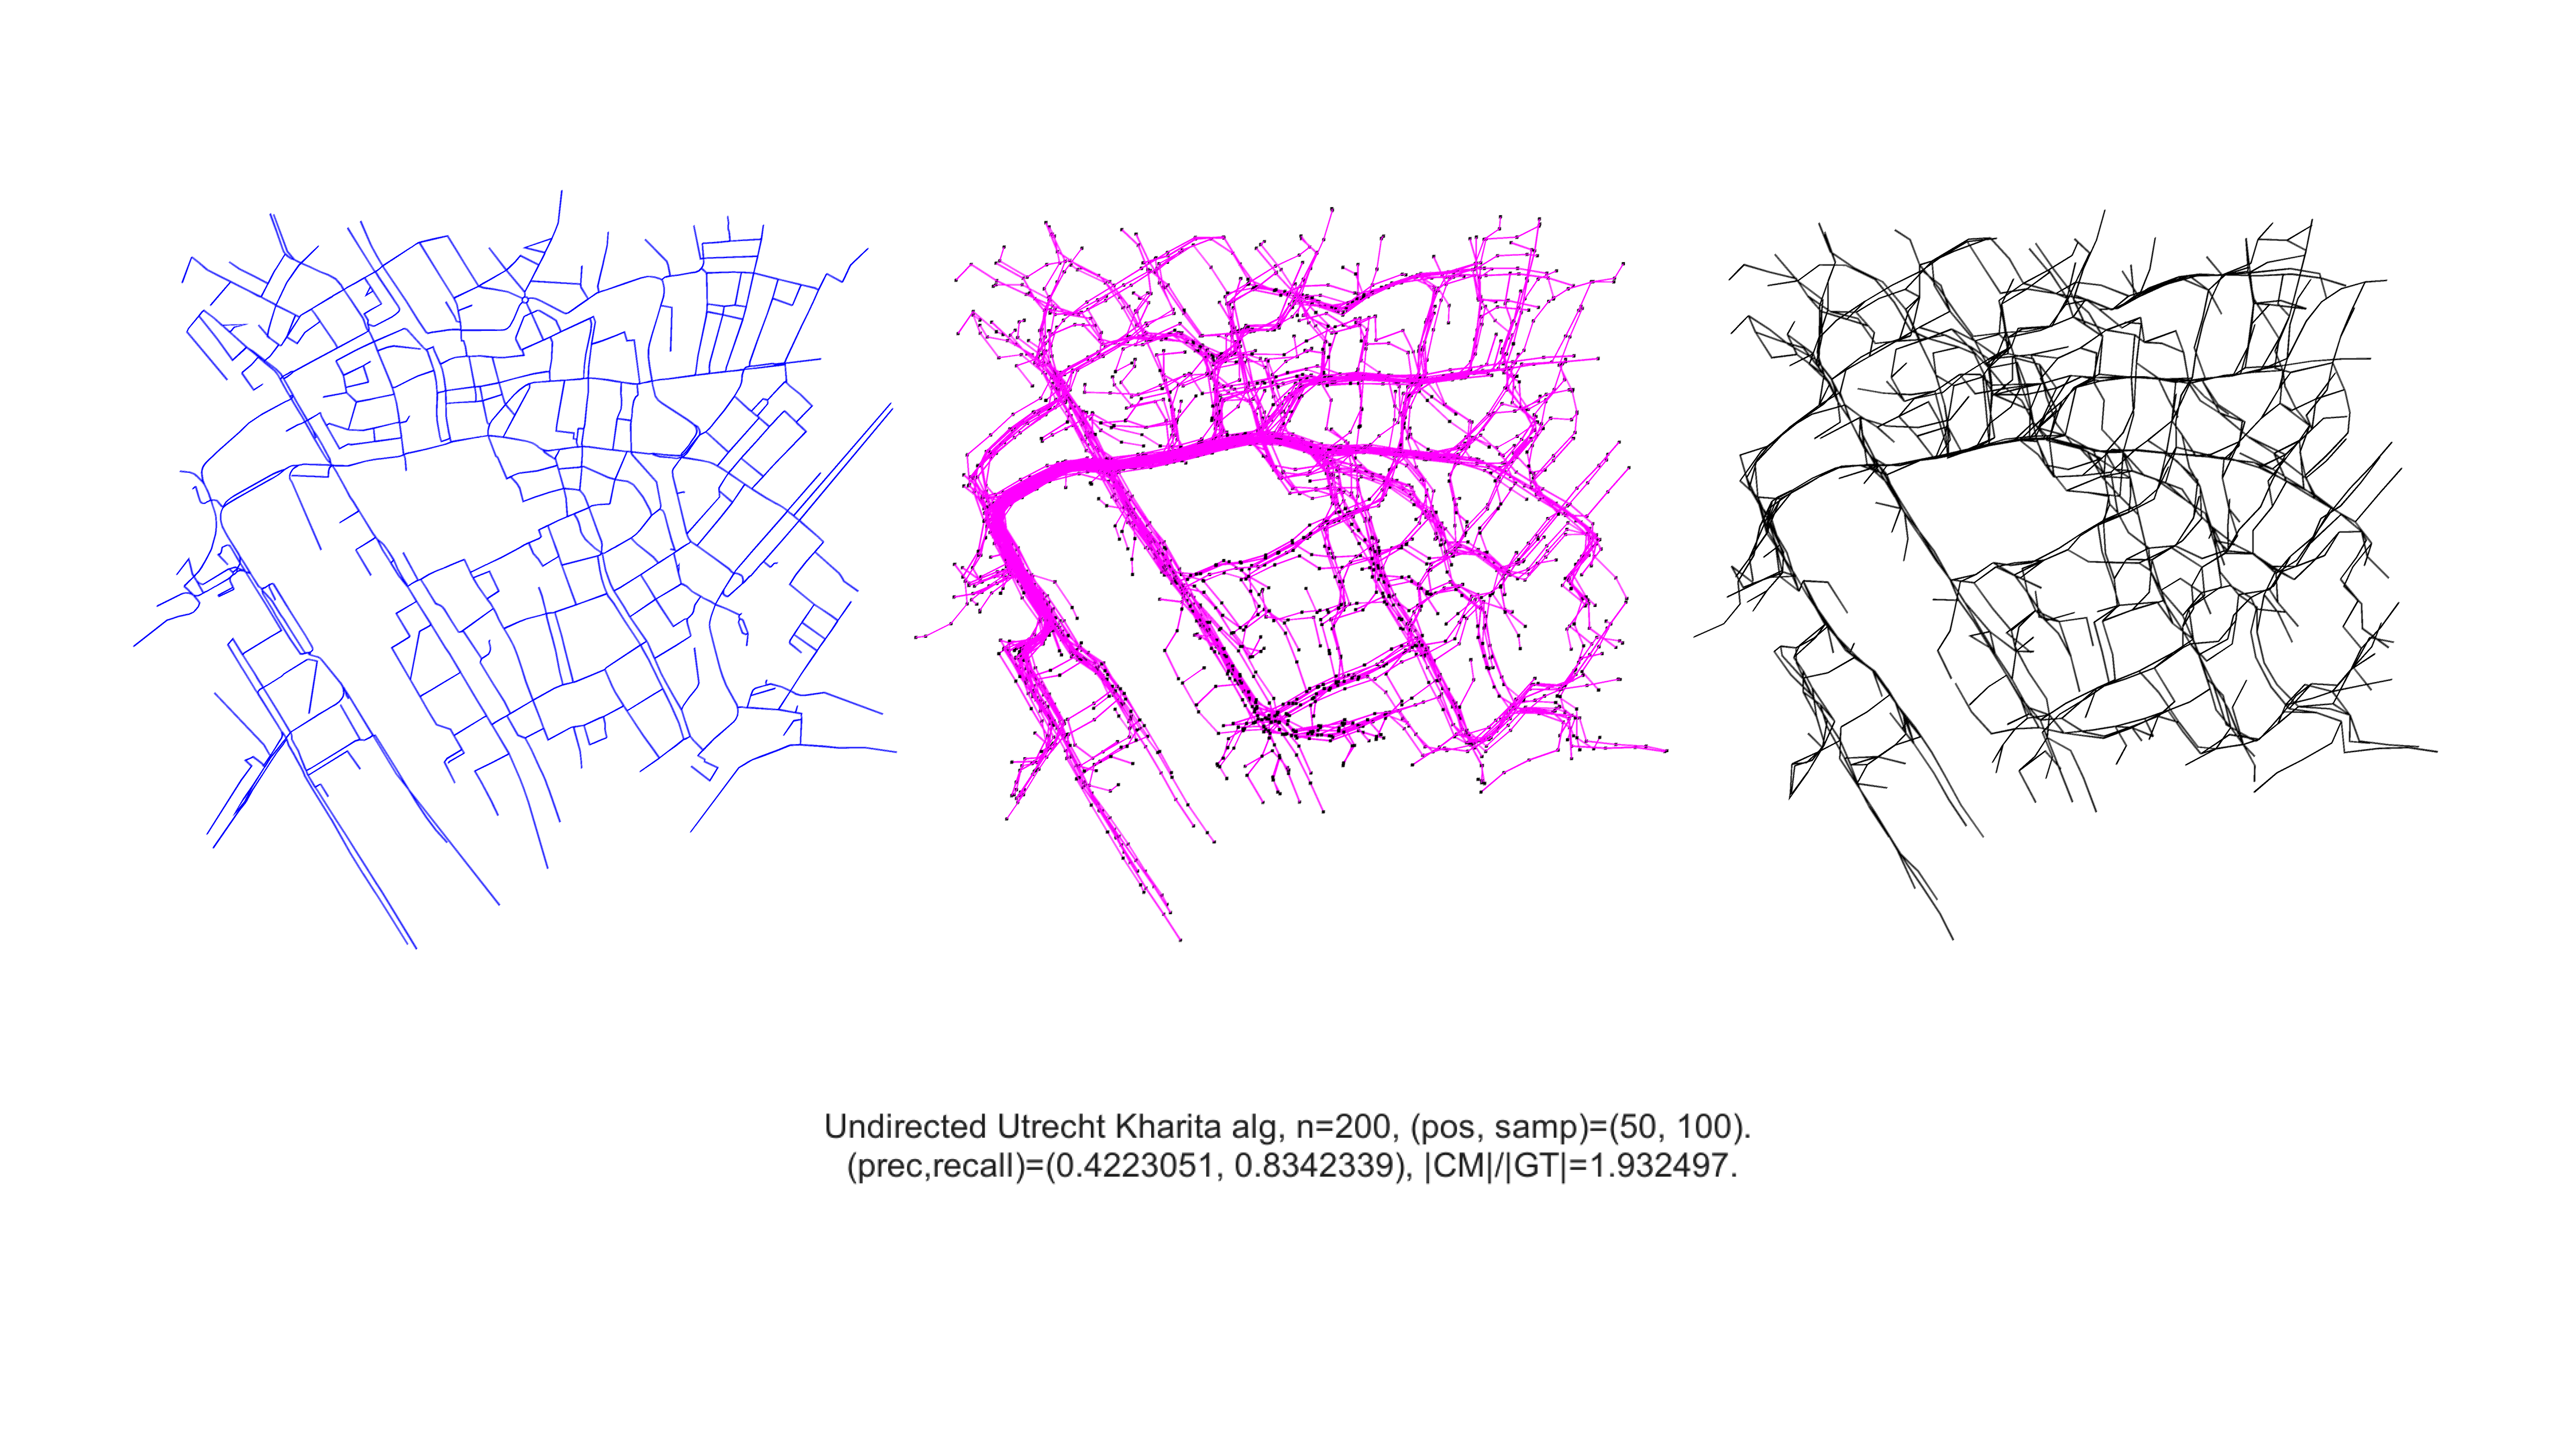 Undirected Utrecht Kharita alg, n=200, (pos, samp)=(50, 100).
(prec,recall)=(0.4223051, 0.8342339), |CM|/|GT|=1.932497.